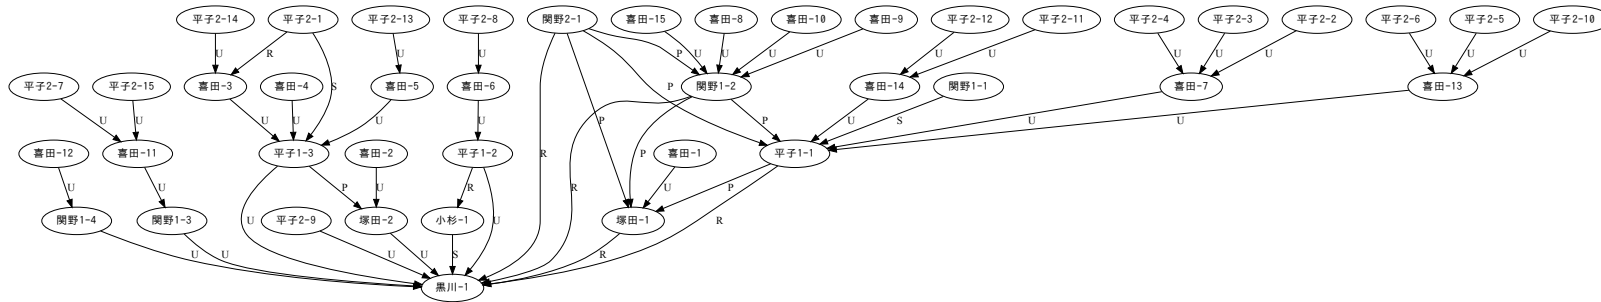 平子2-14 平子2-1 平子2-13 平子2-8 関野2-1 喜田-15 喜田-8 喜田-10 喜田-9 平子2-12 平子2-11 平子2-4 平子2-3 平子2-2 平子2-6 平子2-5 平子2-10
U R U U P U U U U U U U U U U U U
平子2-7 平子2-15 喜田-3 喜田-4 S 喜田-5 喜田-6 P 関野1-2 喜田-14 関野1-1 喜田-7 喜田-13
U U U U U U P P U S U U
喜田-12 喜田-11 平子1-3 喜田-2 平子1-2 R P 喜田-1 平子1-1
U U P U R R U P
関野1-4 関野1-3 U 平子2-9 塚田-2 小杉-1 U 塚田-1 R
U U U U S R
黒川-1